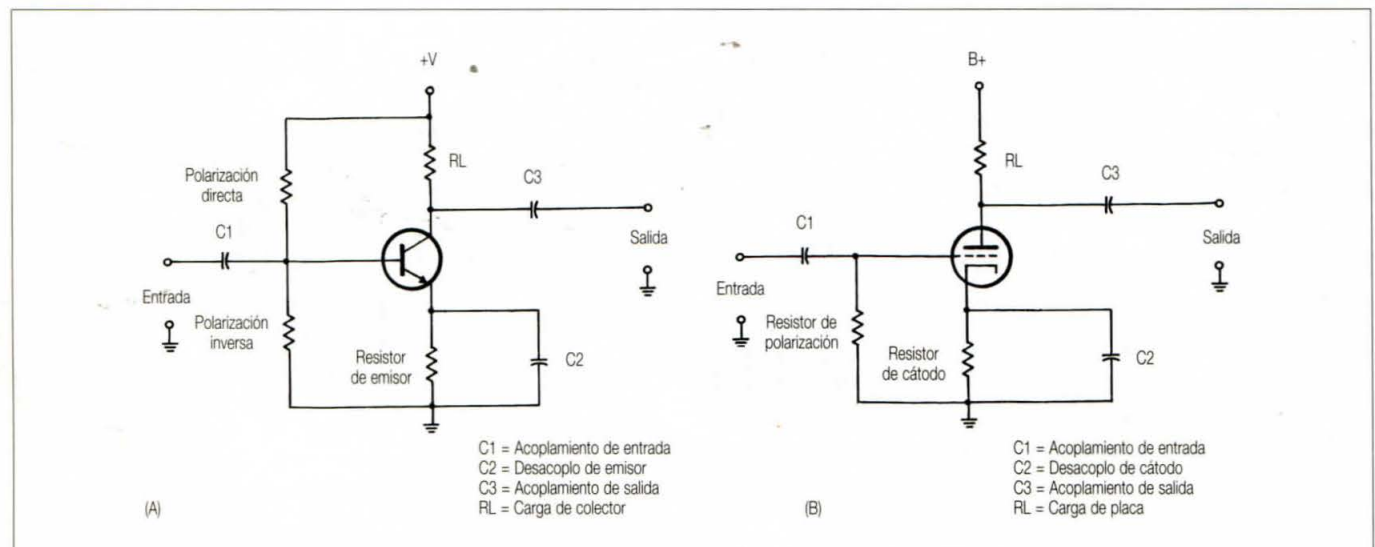 +V
RL
Polarización
directa
C3
C1
Salida
Entrada
Polarización
inversa
Resistor
de emisor
C2
C1 = Acoplamiento de entrada
C2 = Desacoplo de emisor
C3 = Acoplamiento de salida
RL = Carga de colector
(A)
B+
RL
C3
C1
Salida
Entrada
Resistor de
polarización
Resistor
de cátodo
C2
C1 = Acoplamiento de entrada
C2 = Desacoplo de cátodo
C3 = Acoplamiento de salida
RL = Carga de placa
(B)